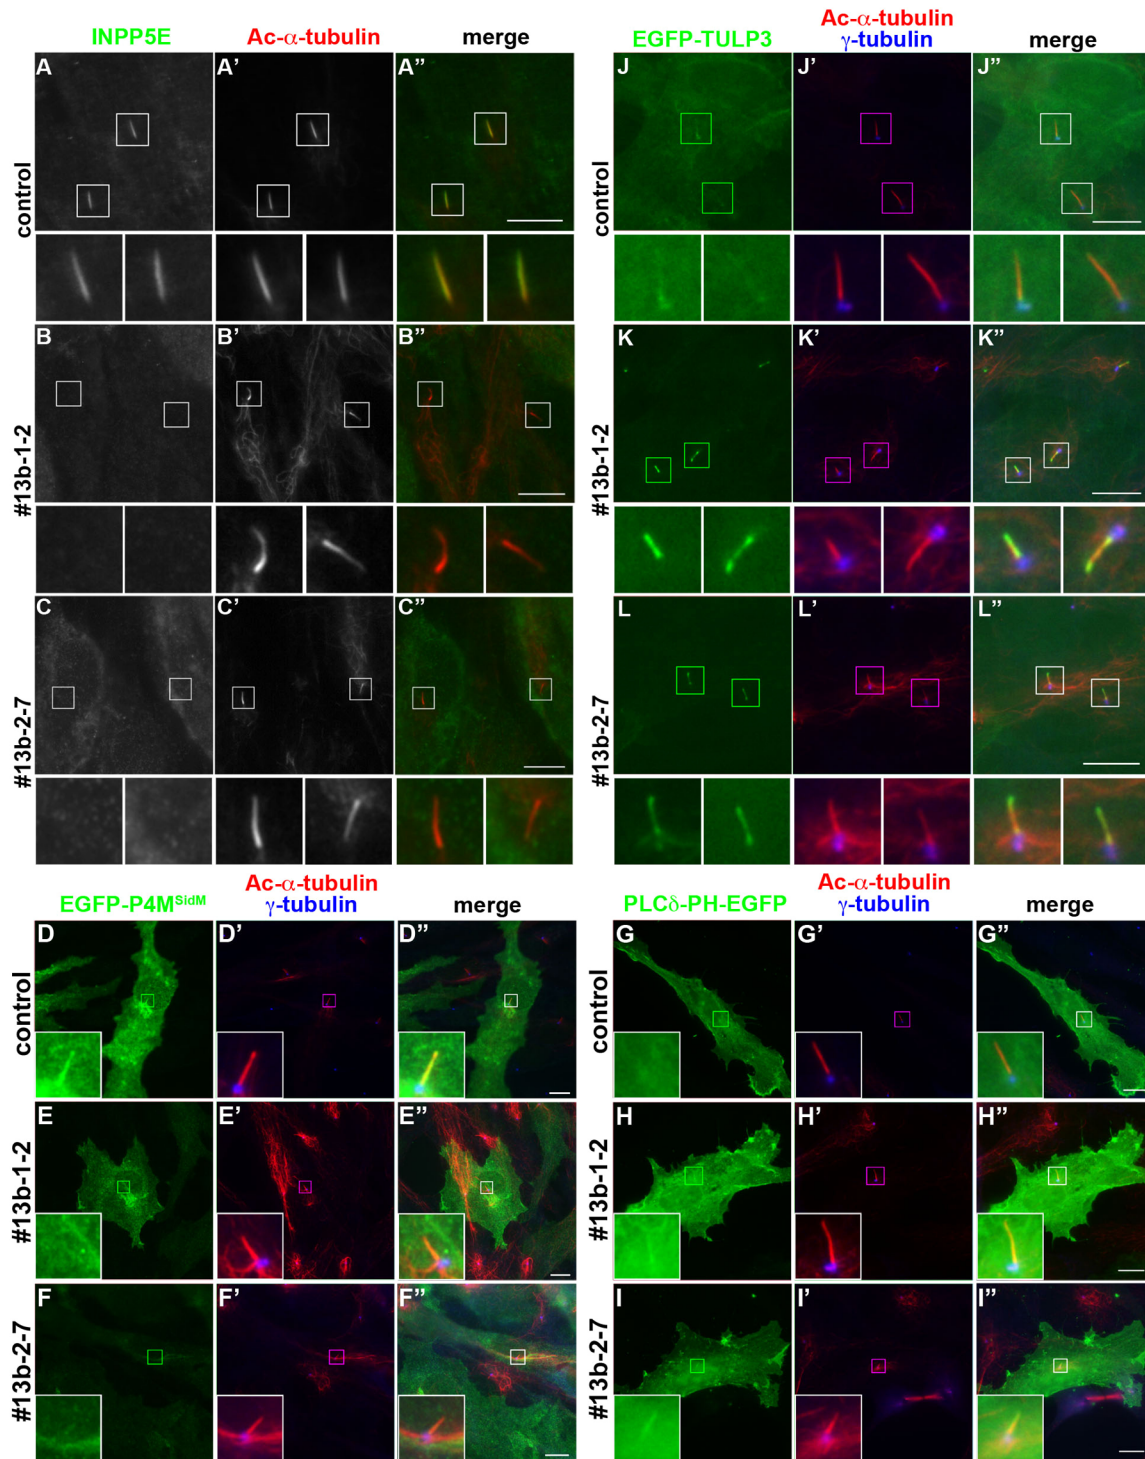 INPP5E Ac-α-tubulin merge
control
A A’ A”
#13b-1-2
B B’ B”
#13b-2-7
C C’ C”
EGFP-TULP3 Ac-α-tubulin
γ-tubulin merge
control
J J’ J”
#13b-1-2
K K’ K”
#13b-2-7
L L’ L”
EGFP-P4MSidM Ac-α-tubulin
γ-tubulin merge
control
D D’ D”
#13b-1-2
E E’ E”
#13b-2-7
F F’ F”
PLCδ-PH-EGFP Ac-α-tubulin
γ-tubulin merge
control
G G’ G”
#13b-1-2
H H’ H”
#13b-2-7
I I’ I”